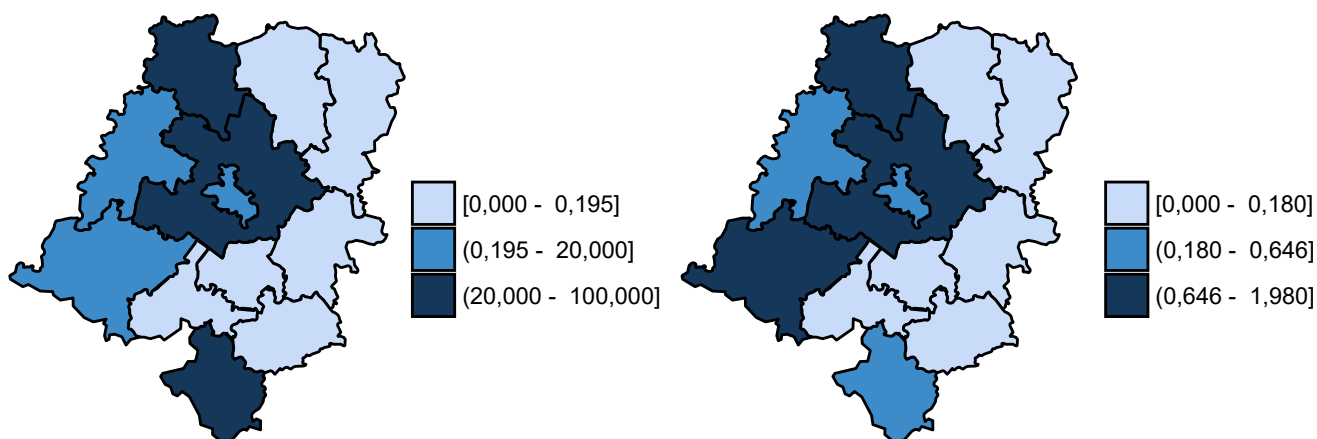 [0,000 - 0,195]
(0,195 - 20,000]
(20,000 - 100,000]
[0,000 - 0,180]
(0,180 - 0,646]
(0,646 - 1,980]